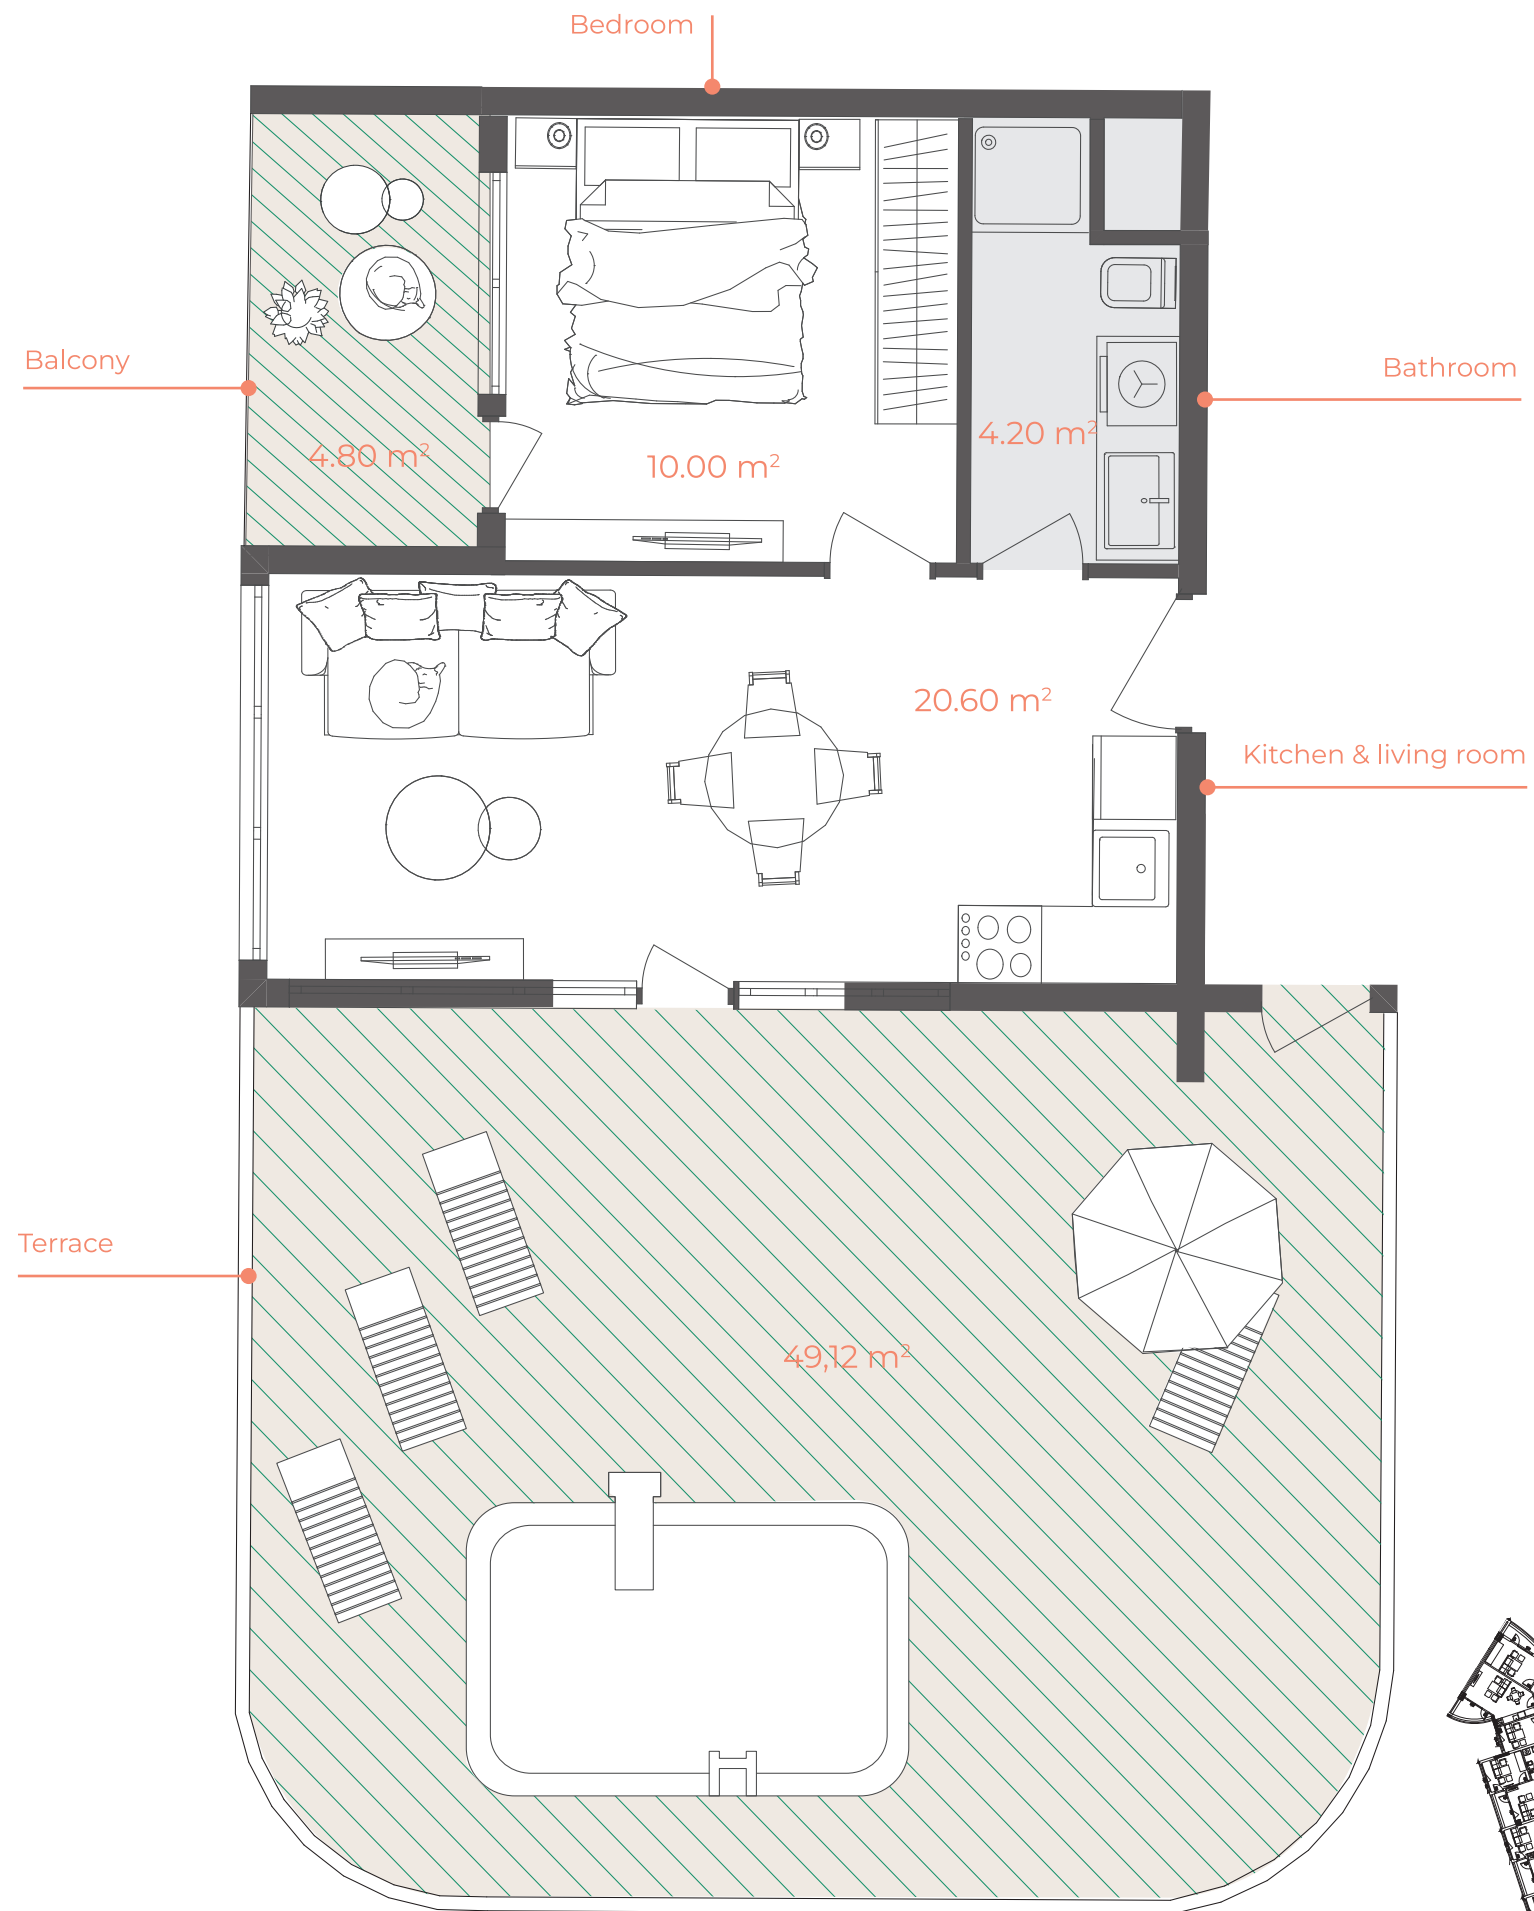 Bedroom
Balcony
Bathroom
4.20 m²
4.80 m²
10.00 m²
20.60 m²
Kitchen & living room
Terrace
49,12 m²